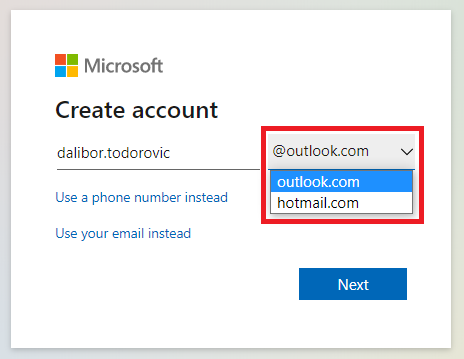 Microsoft
Create account
dalibor.todorovic @outlook.com
outlook.com
hotmail.com
Use a phone number instead
Use your email instead
Next